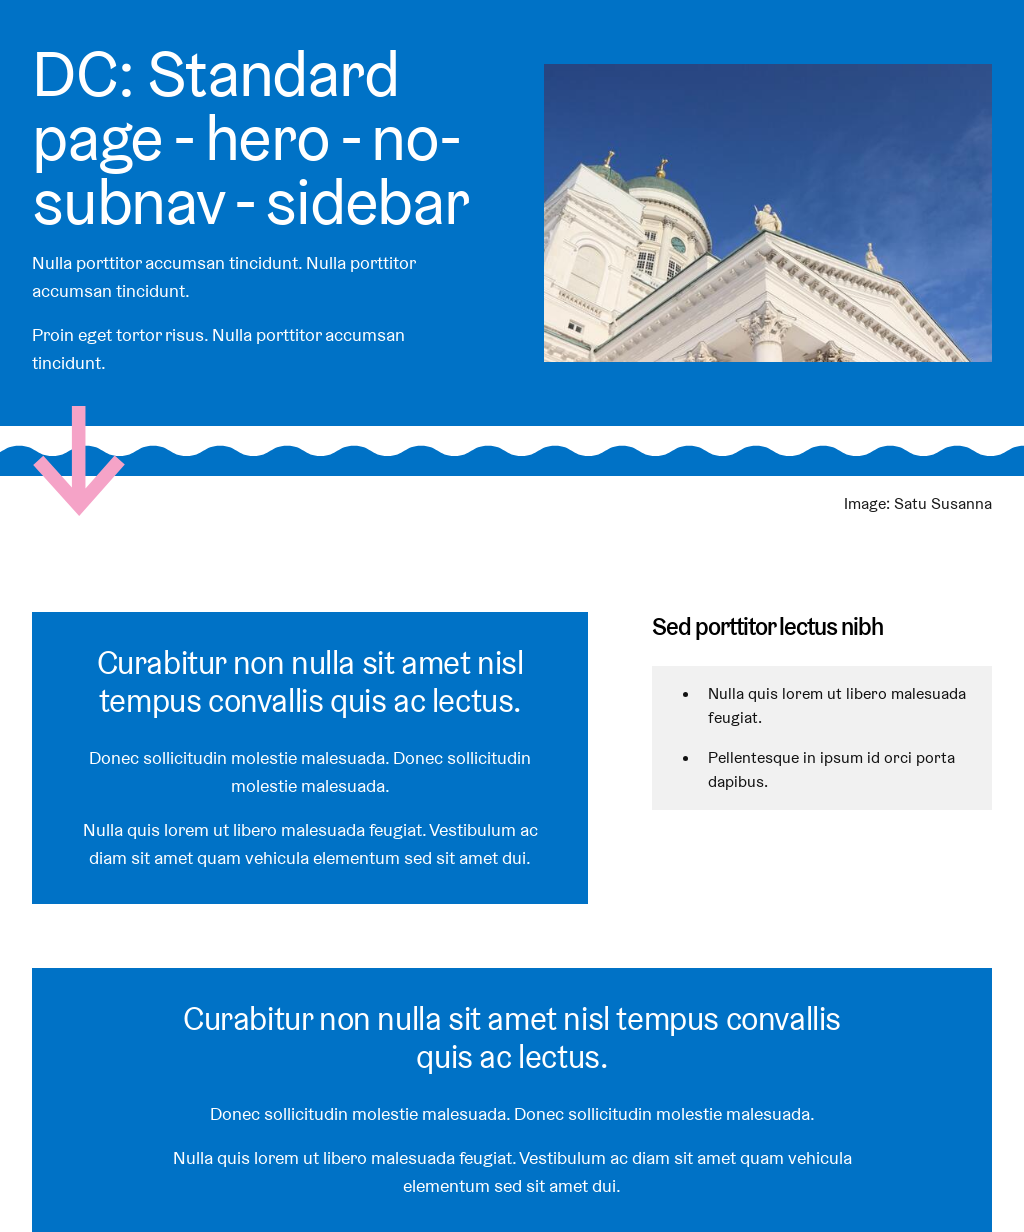 DC: Standard
page - hero - no-
subnav - sidebar
Nulla porttitor accumsan tincidunt. Nulla porttitor
accumsan tincidunt.
Proin eget tortor risus. Nulla porttitor accumsan
tincidunt.
Image: Satu Susanna
Curabitur non nulla sit amet nisl
tempus convallis quis ac lectus.
Donec sollicitudin molestie malesuada. Donec sollicitudin
molestie malesuada.
Nulla quis lorem ut libero malesuada feugiat. Vestibulum ac
diam sit amet quam vehicula elementum sed sit amet dui.
Sed porttitor lectus nibh
• Nulla quis lorem ut libero malesuada
feugiat.
• Pellentesque in ipsum id orci porta
dapibus.
Curabitur non nulla sit amet nisl tempus convallis
quis ac lectus.
Donec sollicitudin molestie malesuada. Donec sollicitudin molestie malesuada.
Nulla quis lorem ut libero malesuada feugiat. Vestibulum ac diam sit amet quam vehicula
elementum sed sit amet dui.